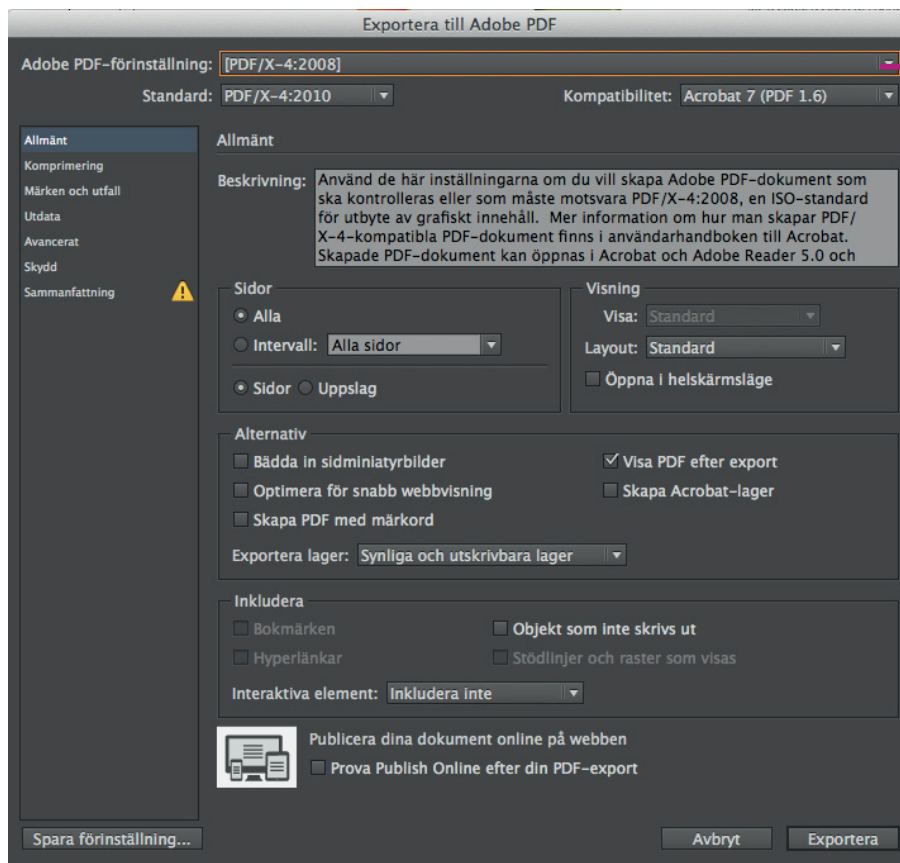 Exportera till Adobe PDF
Adobe PDF-förinställning: [PDF/X-4:2008]
Standard: PDF/X-4:2010 Kompatibilitet: Acrobat 7 (PDF 1.6)
Allmänt
Komprimering
Märken och utfall
Utdata
Avancerat
Skydd
Sammanfattning
Allmänt
Beskrivning: Använd de här inställningarna om du vill skapa Adobe PDF-dokument som
ska kontrolleras eller som måste motsvara PDF/X-4:2008, en ISO-standard
för utbyte av grafiskt innehåll. Mer information om hur man skapar PDF/
X-4-kompatibla PDF-dokument finns i användarhandboken till Acrobat.
Skapade PDF-dokument kan öppnas i Acrobat och Adobe Reader 5.0 och
Sidor
Alla
Intervall: Alla sidor
Sidor Uppslag
Visning
Visa: Standard
Layout: Standard
Öppna i helskärmsläge
Alternativ
Bädda in sidminiatyrbilder
Optimera för snabb webbvisning
Skapa PDF med märkord
Visa PDF efter export
Skapa Acrobat-lager
Exportera lager: Synliga och utskrivbara lager
Inkludera
Bokmärken
Hyperlänkar
Objekt som inte skrivs ut
Stödlinjer och raster som visas
Interaktiva element: Inkludera inte
Publicera dina dokument online på webben
Prova Publish Online efter din PDF-export
Spara förinställning... Avbryt Exportera